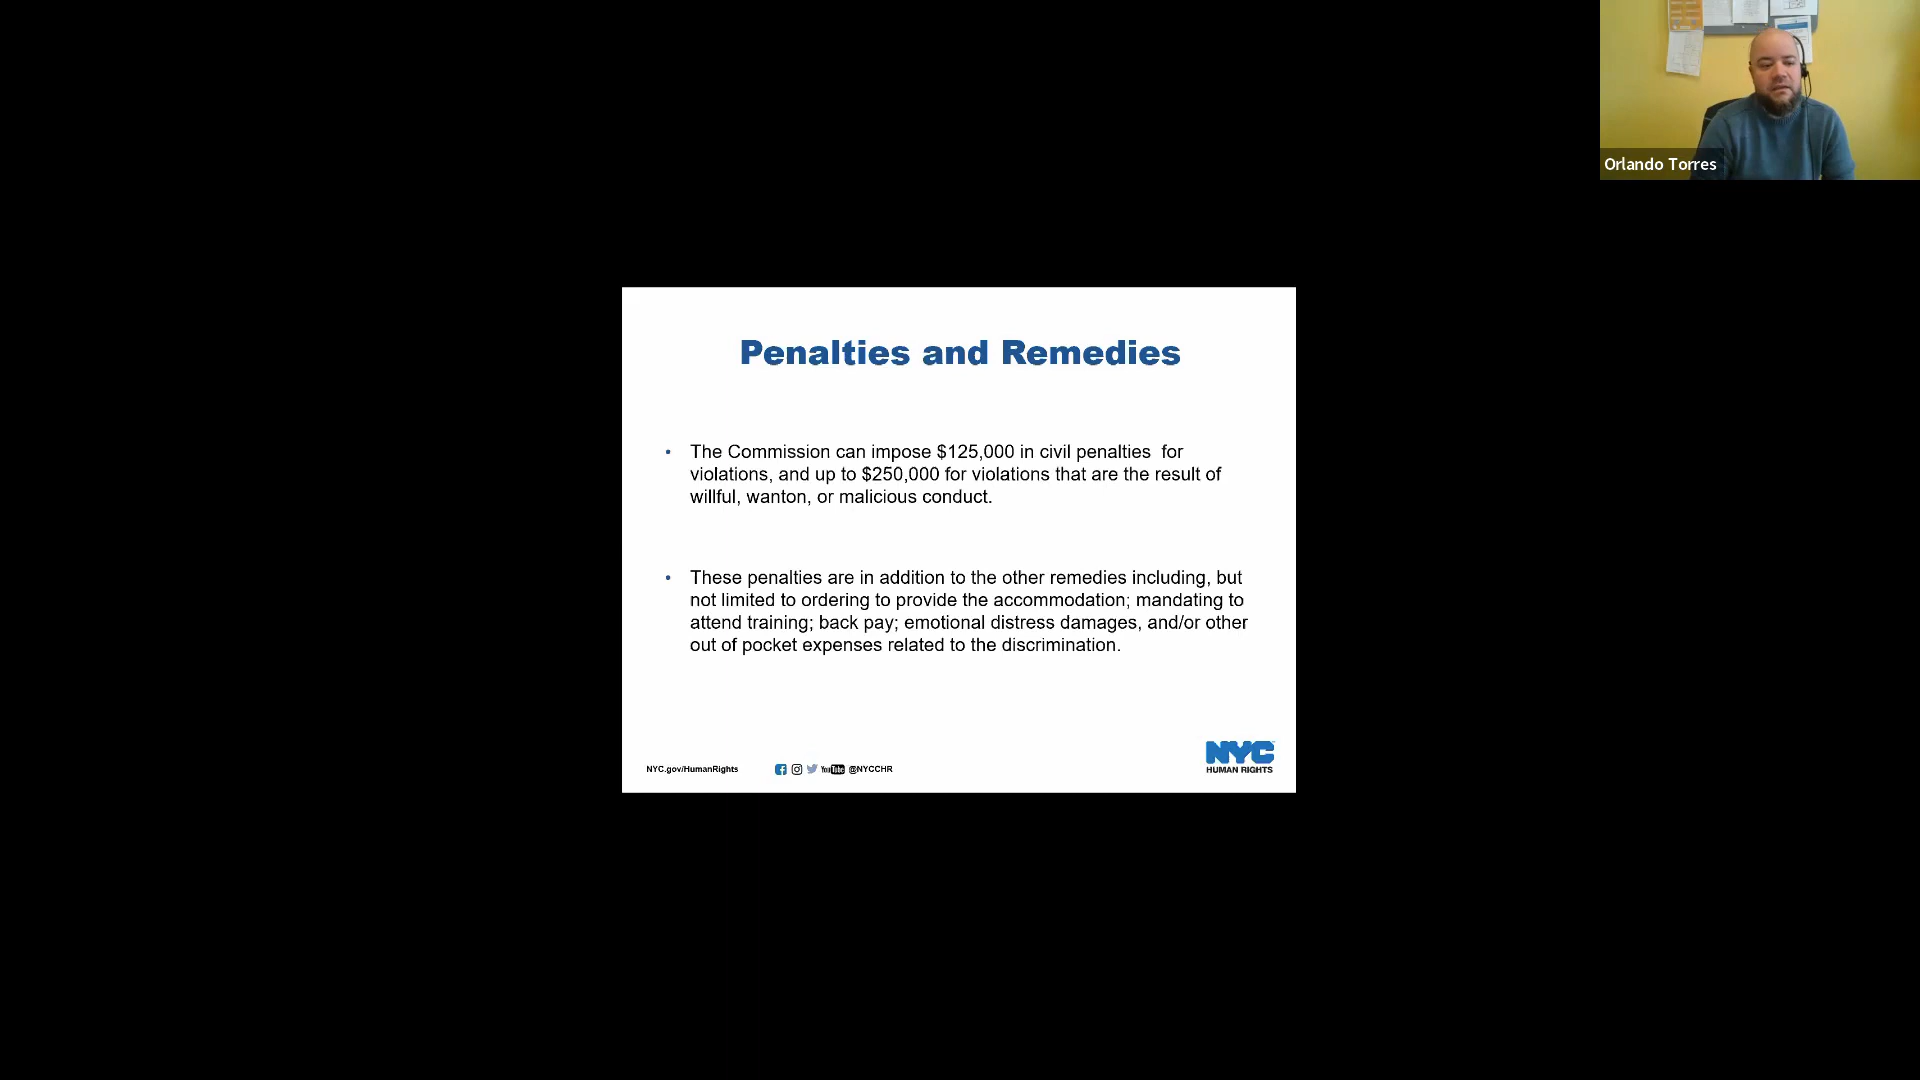 Orlando Torres
Penalties and Remedies
• The Commission can impose $125,000 in civil penalties  for
violations, and up to $250,000 for violations that are the result of
willful, wanton, or malicious conduct.
• These penalties are in addition to the other remedies including, but
not limited to ordering to provide the accommodation; mandating to
attend training; back pay; emotional distress damages, and/or other
out of pocket expenses related to the discrimination.
NYC
HUMAN RIGHTS
NYC.gov/HumanRights YouTube @NYCCHR